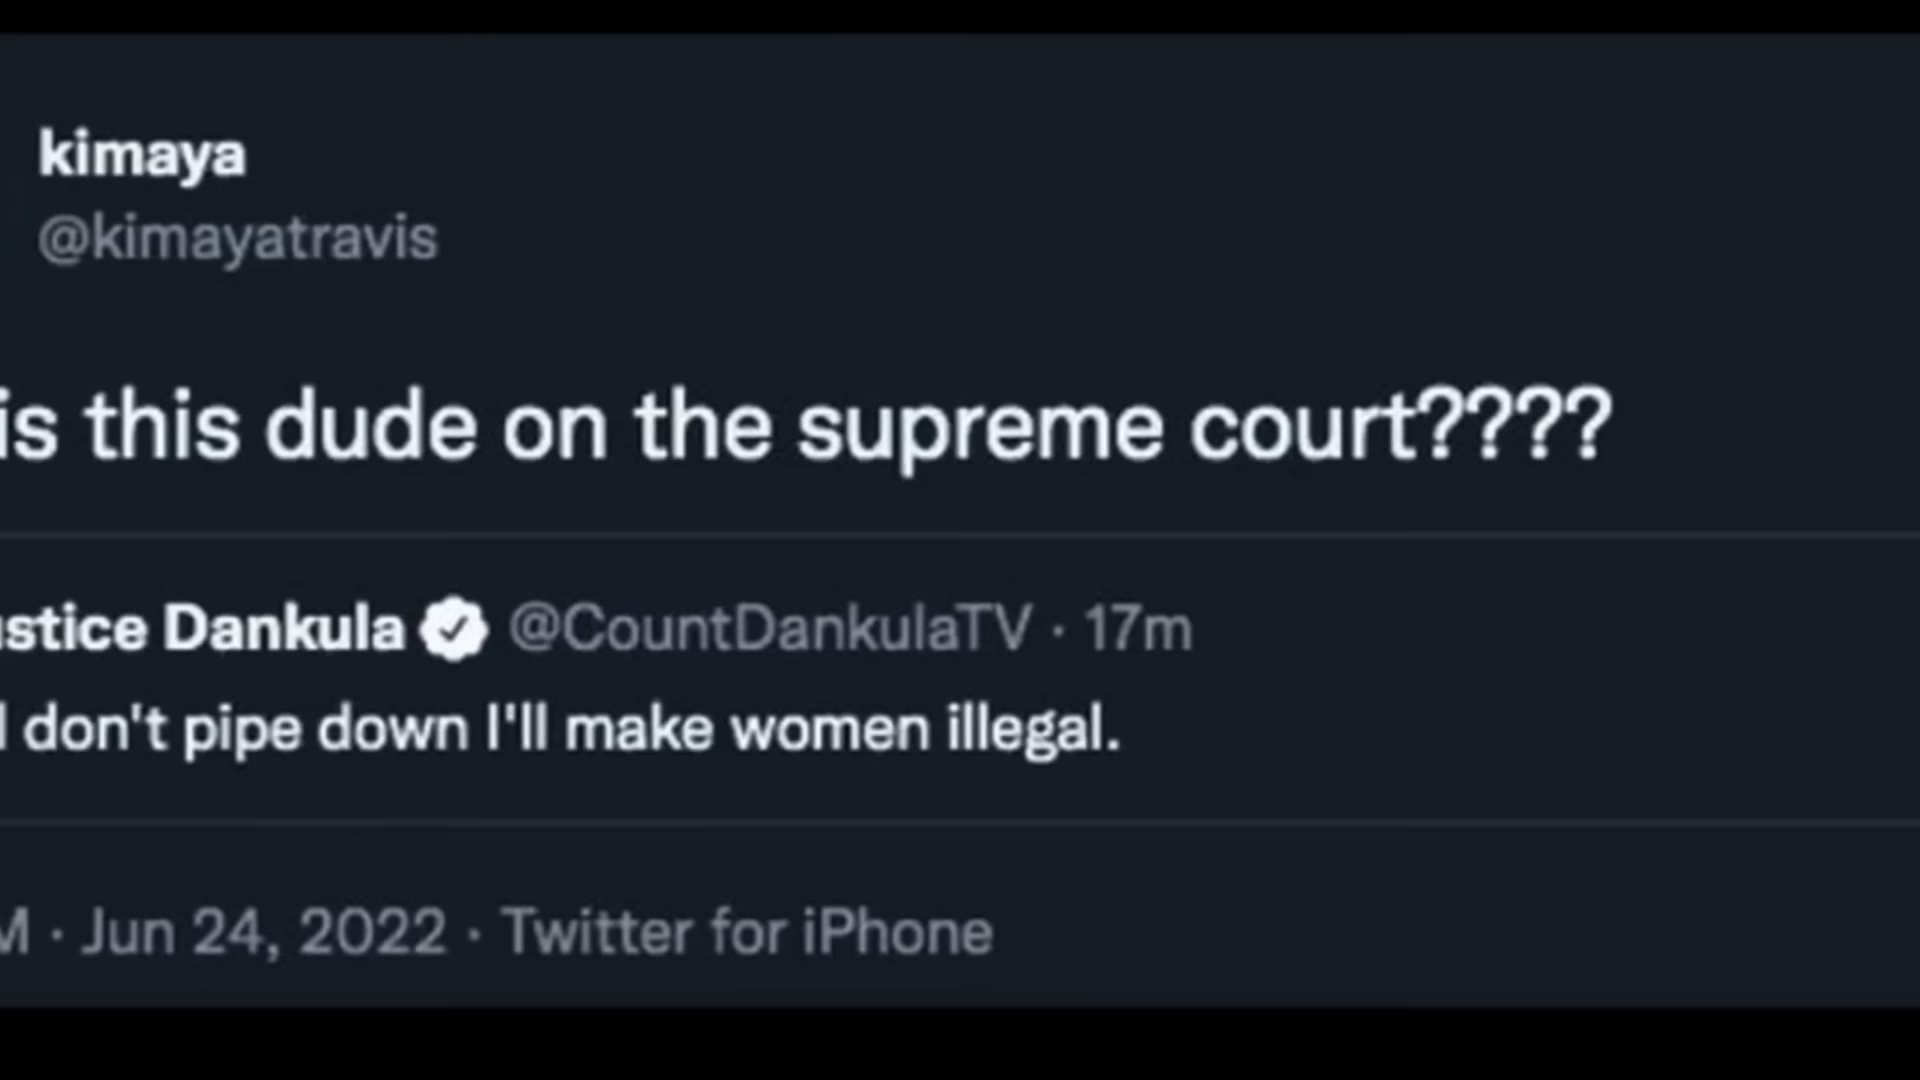 kimaya
@kimayatravis
is this dude on the supreme court????
Dankula @CountDankulaTV · 17m
don't pipe down I'll make women illegal.
· Jun 24, 2022 · Twitter for iPhone